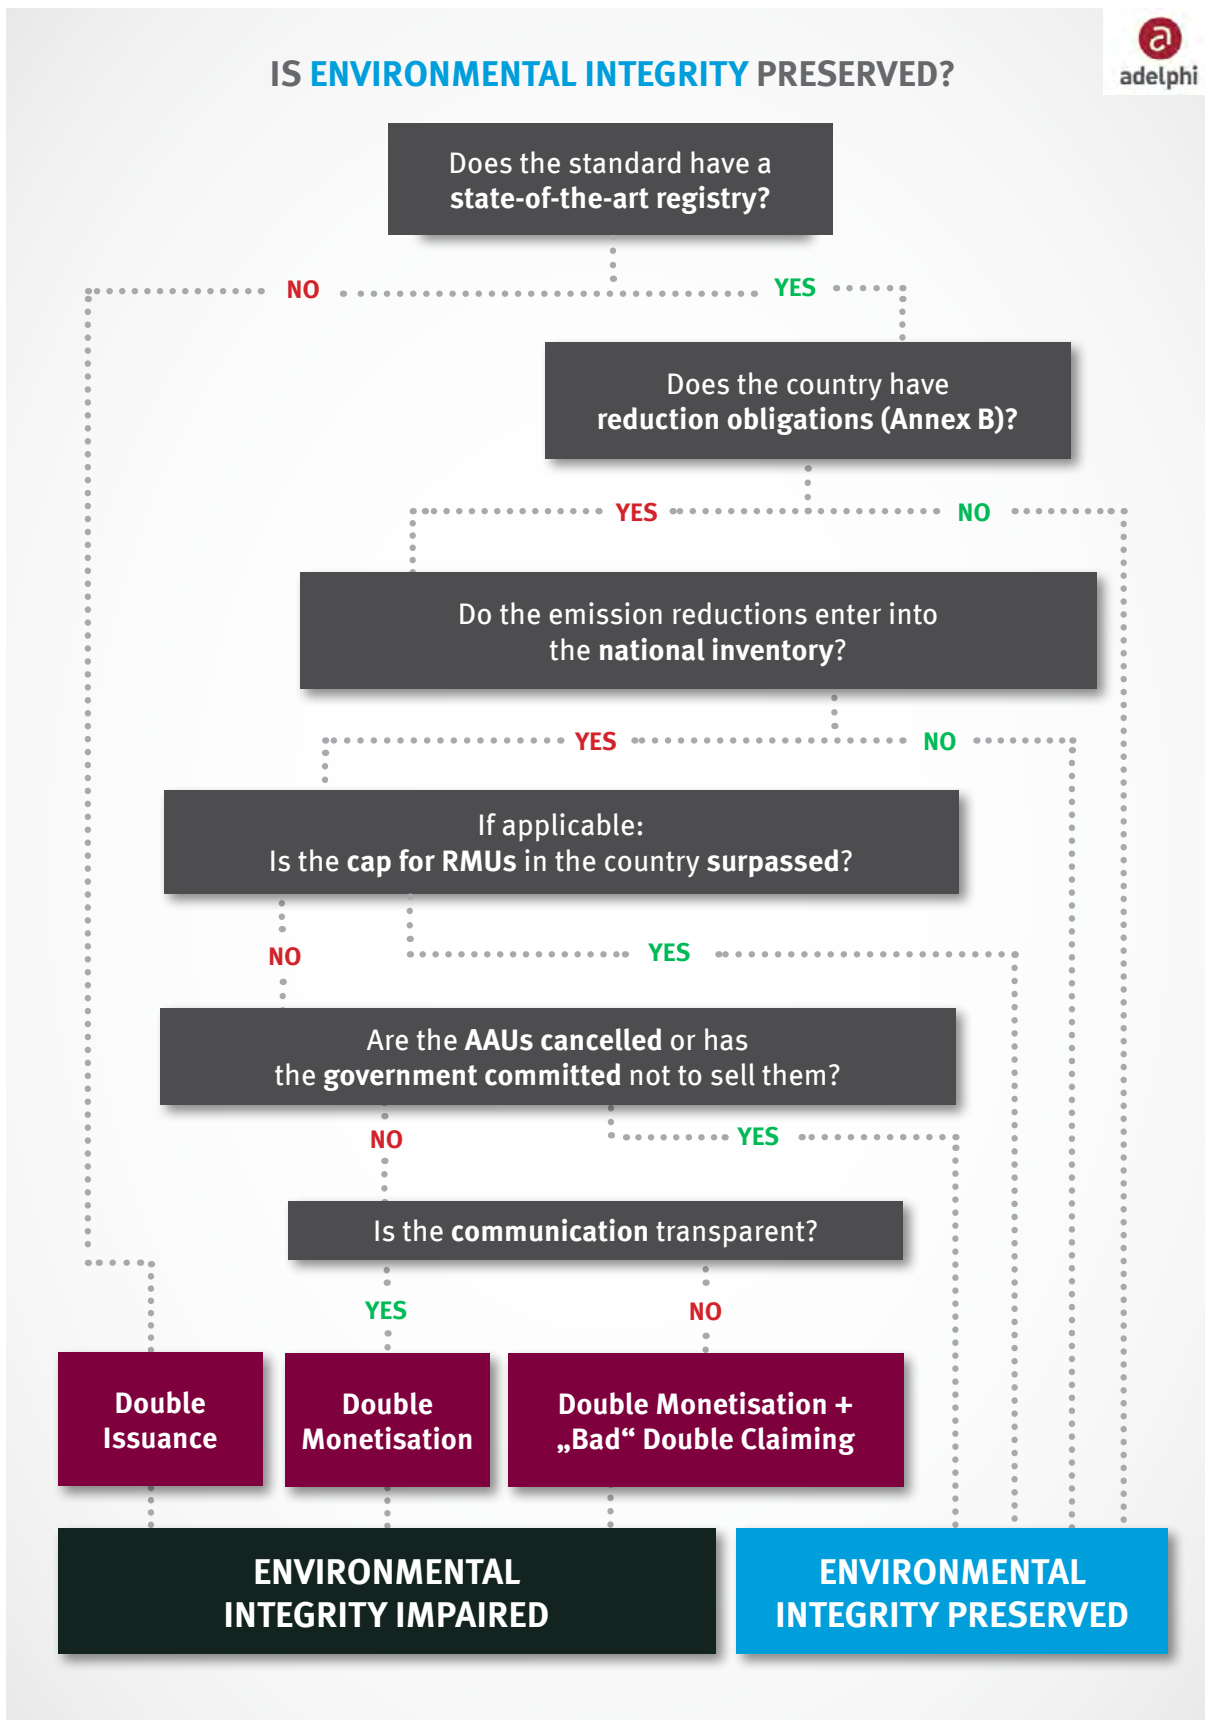 adelphi
IS ENVIRONMENTAL INTEGRITY PRESERVED?
Does the standard have a
state-of-the-art registry?
NO
YES
Does the country have
reduction obligations (Annex B)?
YES
NO
Do the emission reductions enter into
the national inventory?
YES
NO
If applicable:
Is the cap for RMUs in the country surpassed?
NO
YES
Are the AAUs cancelled or has
the government committed not to sell them?
NO
YES
Is the communication transparent?
YES
NO
Double
Issuance
Double
Monetisation
Double Monetisation +
„Bad“ Double Claiming
ENVIRONMENTAL
INTEGRITY IMPAIRED
ENVIRONMENTAL
INTEGRITY PRESERVED